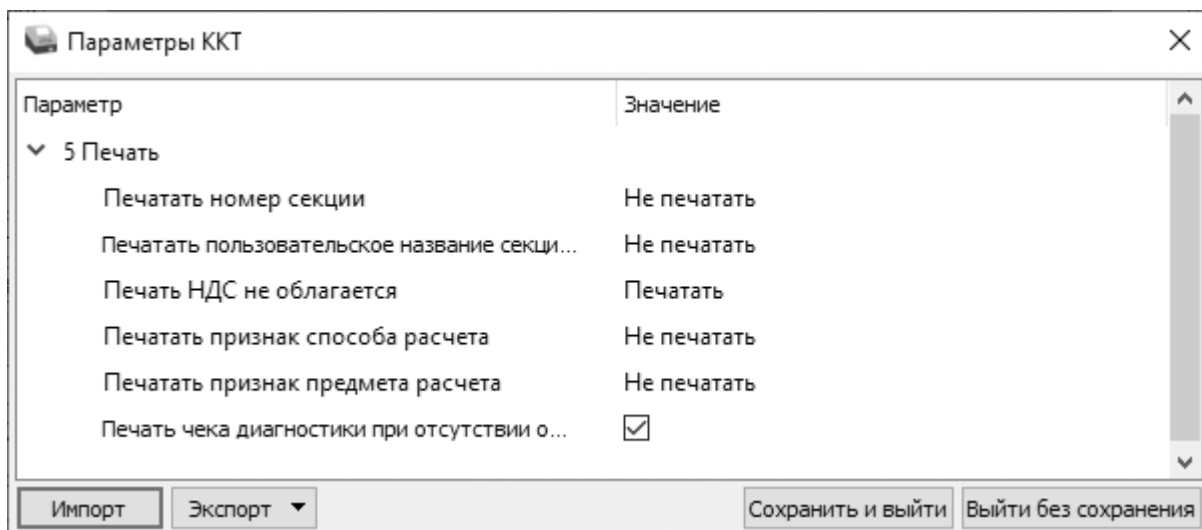 Параметры ККТ
Параметр Значение
5 Печать
Печатать номер секции Не печатать
Печатать пользовательское название секци... Не печатать
Печать НДС не облагается Печатать
Печатать признак способа расчета Не печатать
Печатать признак предмета расчета Не печатать
Печать чека диагностики при отсутствии о...
Импорт Экспорт Сохранить и выйти Выйти без сохранения